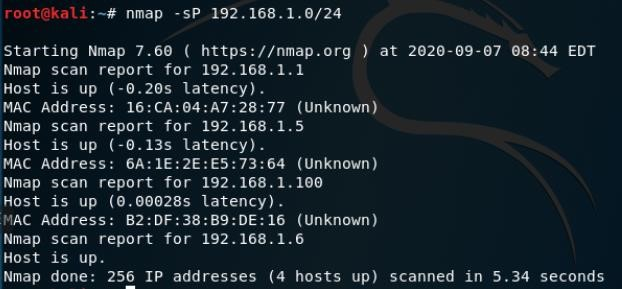 root@kali:~# nmap -sP 192.168.1.0/24
Starting Nmap 7.60 ( https://nmap.org ) at 2020-09-07 08:44 EDT
Nmap scan report for 192.168.1.1
Host is up (-0.20s latency).
MAC Address: 16:CA:04:A7:28:77 (Unknown)
Nmap scan report for 192.168.1.5
Host is up (-0.13s latency).
MAC Address: 6A:1E:2E:E5:73:64 (Unknown)
Nmap scan report for 192.168.1.100
Host is up (0.00028s latency).
MAC Address: B2:DF:38:B9:DE:16 (Unknown)
Nmap scan report for 192.168.1.6
Host is up.
Nmap done: 256 IP addresses (4 hosts up) scanned in 5.34 seconds